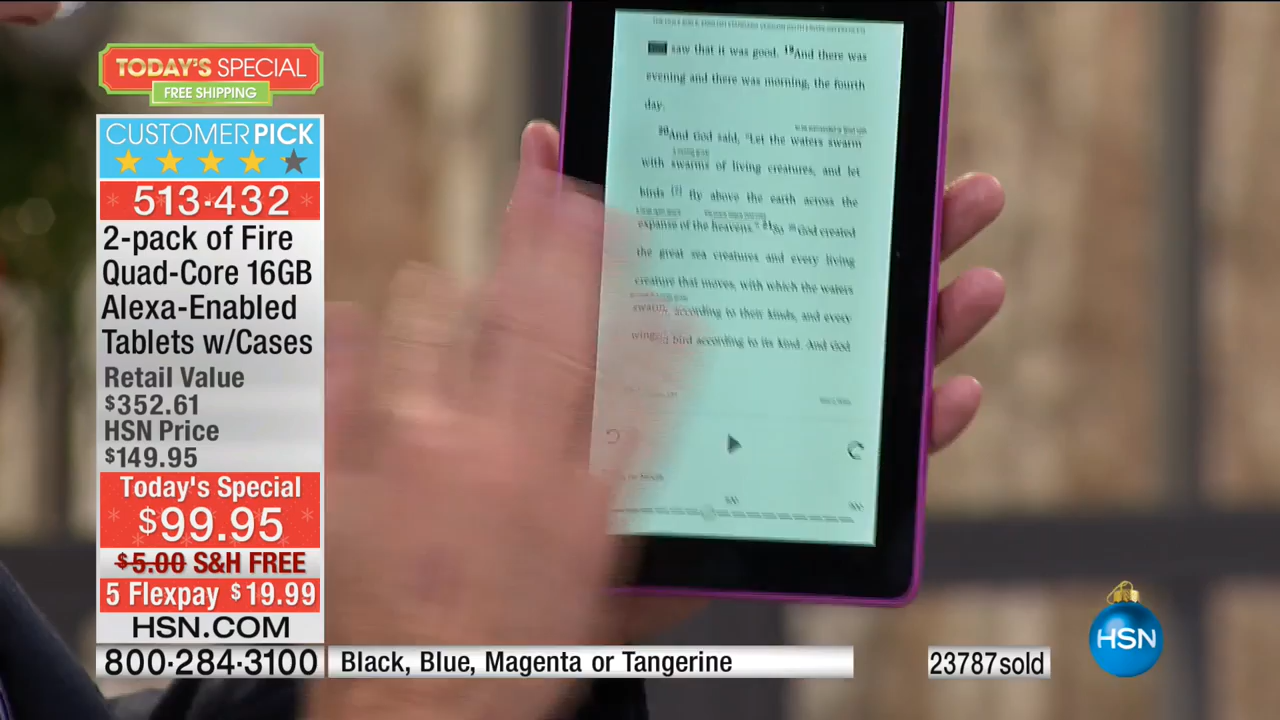 TODAY'S SPECIAL
FREE SHIPPING
CUSTOMER PICK
513-432
2-pack of Fire
Quad-Core 16GB
Alexa-Enabled
Tablets w/Cases
Retail Value
$352.61
HSN Price
$149.95
Today's Special
$99.95
$5.00 S&H FREE
5 Flexpay $19.99
HSN.COM
800-284-3100
Black, Blue, Magenta or Tangerine
23787 sold
HSN
saw that it was good. 19And there was
evening and there was morning, the fourth
day.
20And God said, "Let the waters swarm
with swarms of living creatures, and let
birds [7] fly above the earth across the
expanse of the heavens." 21So God created
the great sea creatures and every living
creature that moves, with which the waters
swarm, according to their kinds, and every
winged bird according to its kind. And God